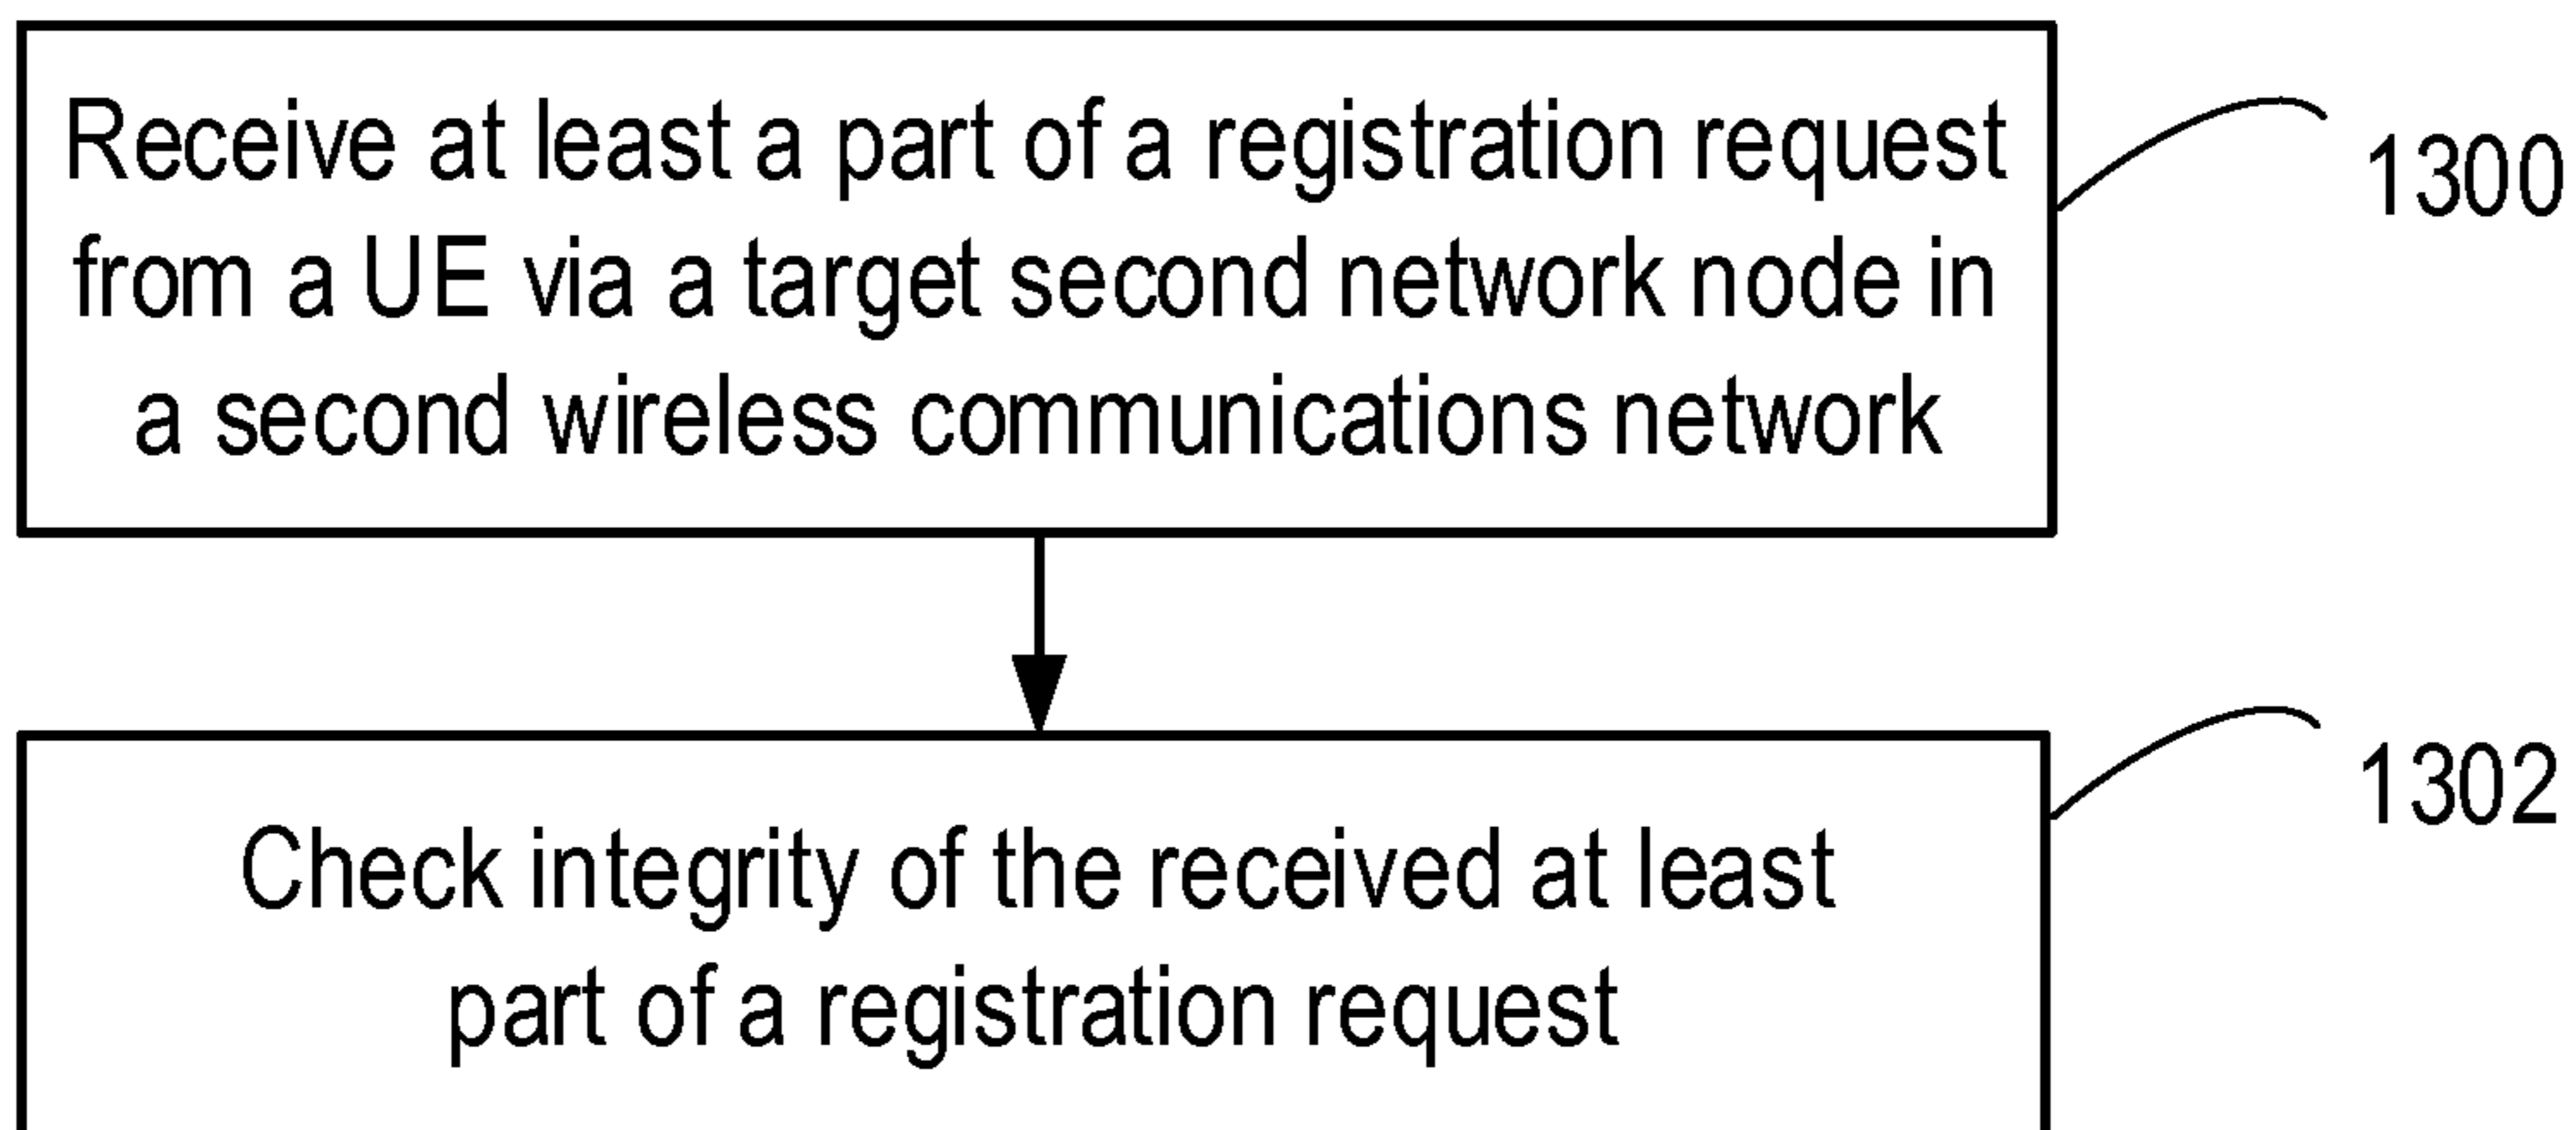 Receive at least a part of a registration request
from a UE via a target second network node in
a second wireless communications network
1300
Check integrity of the received at least
part of a registration request
1302